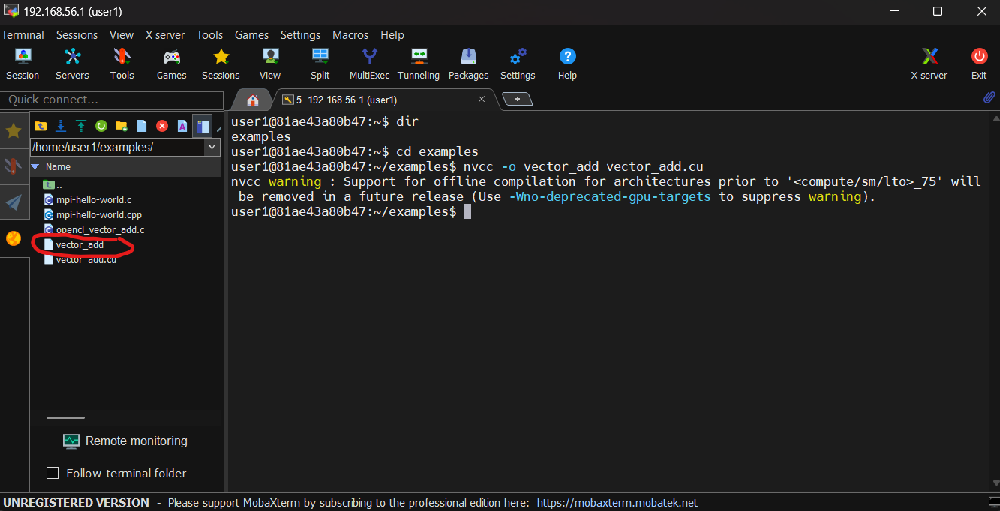 192.168.56.1 (user1)
Terminal Sessions View X server Tools Games Settings Macros Help
Session Servers Tools Games Sessions View Split MultiExec Tunneling Packages Settings Help X server Exit
Quick connect...
5. 192.168.56.1 (user1)
/home/user1/examples/
Name
..
mpi-hello-world.c
mpi-hello-world.cpp
opencl_vector_add.c
vector_add
vector_add.cu
Remote monitoring
Follow terminal folder
user1@81ae43a80b47:~$ dir
examples
user1@81ae43a80b47:~$ cd examples
user1@81ae43a80b47:~/examples$ nvcc -o vector_add vector_add.cu
nvcc warning : Support for offline compilation for architectures prior to '<compute/sm/lto>_75' will
be removed in a future release (Use -Wno-deprecated-gpu-targets to suppress warning).
user1@81ae43a80b47:~/examples$
UNREGISTERED VERSION - Please support MobaXterm by subscribing to the professional edition here: https://mobaxterm.mobatek.net